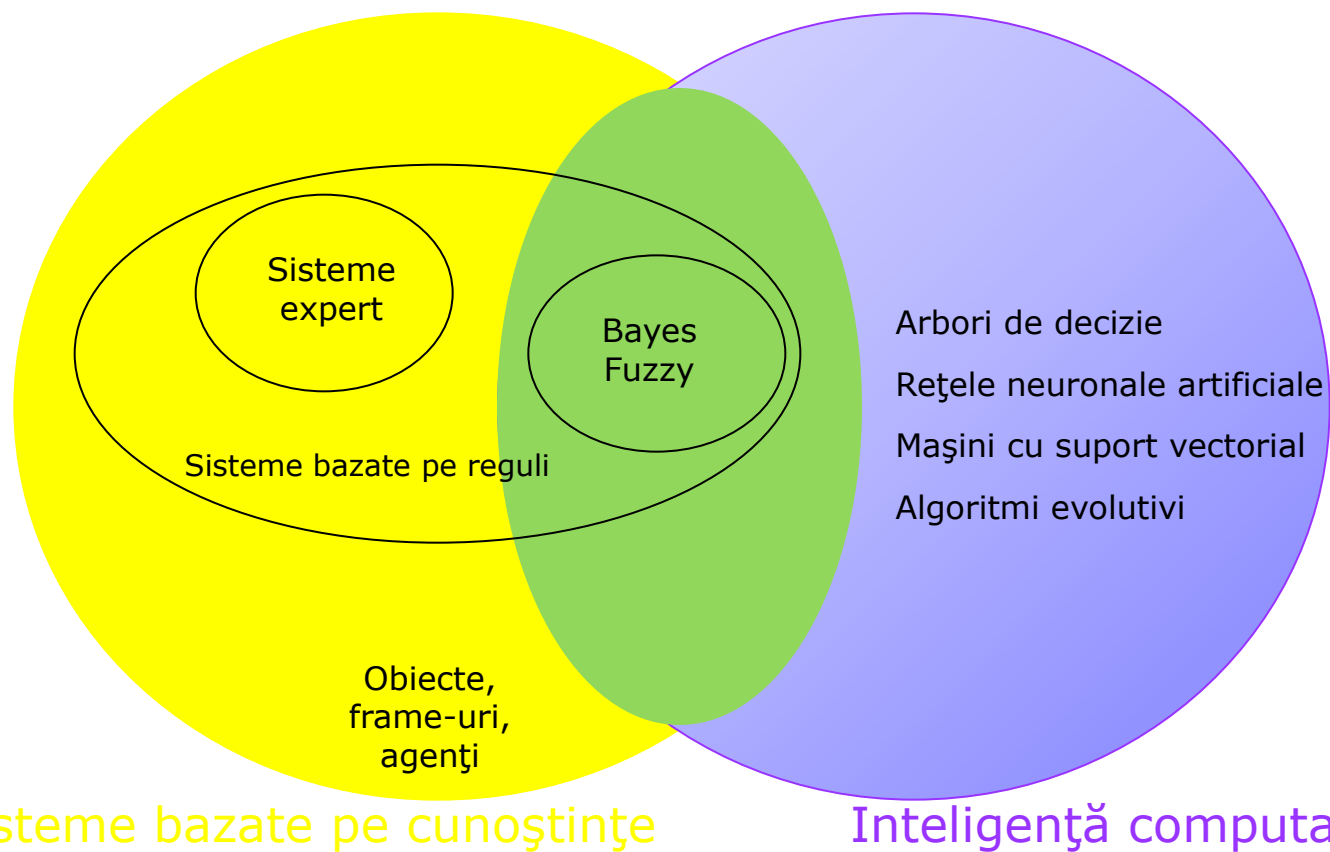 Sisteme
expert
Bayes
Fuzzy
Sisteme bazate pe reguli
Arbori de decizie
Reţele neuronale artificiale
Maşini cu suport vectorial
Algoritmi evolutivi
Obiecte,
frame-uri,
agenţi
steme bazate pe cunoştinţe
Inteligenţă computa